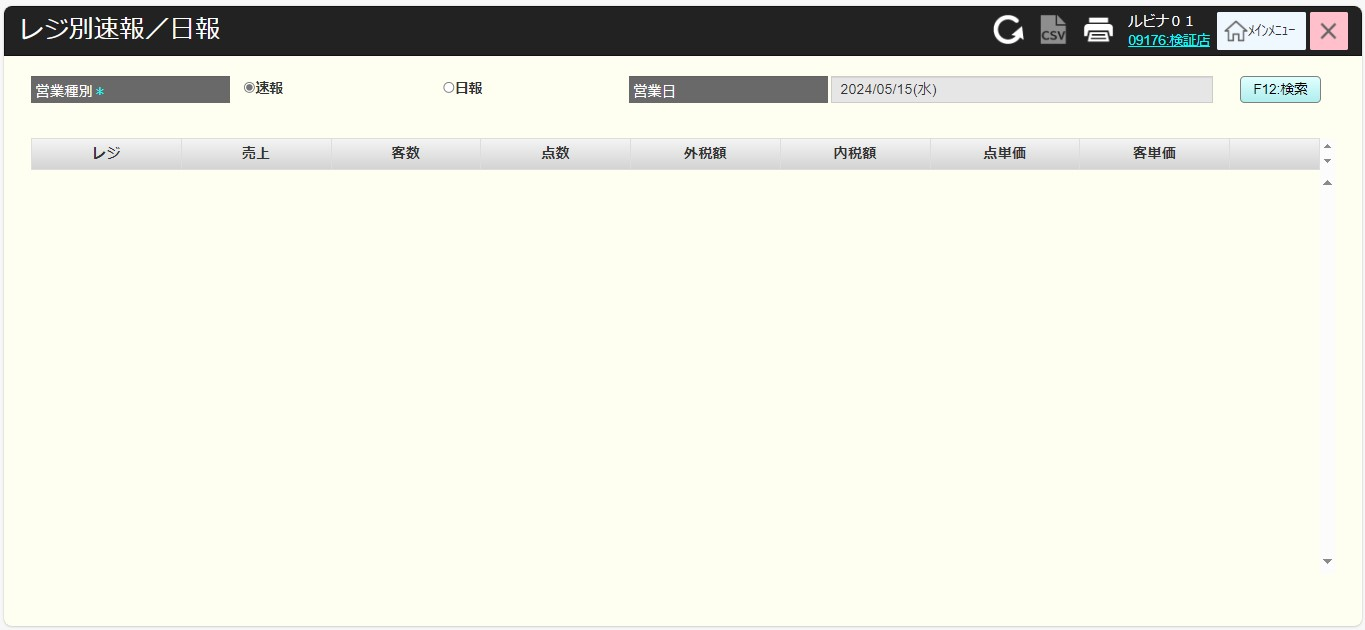 レジ別速報／日報
CSV
ルビナ０１
09176:検証店
ﾒｲﾝﾒﾆｭｰ
営業種別＊
速報
日報
営業日
2024/05/15(水)
F12:検索
レジ 売上 客数 点数 外税額 内税額 点単価 客単価